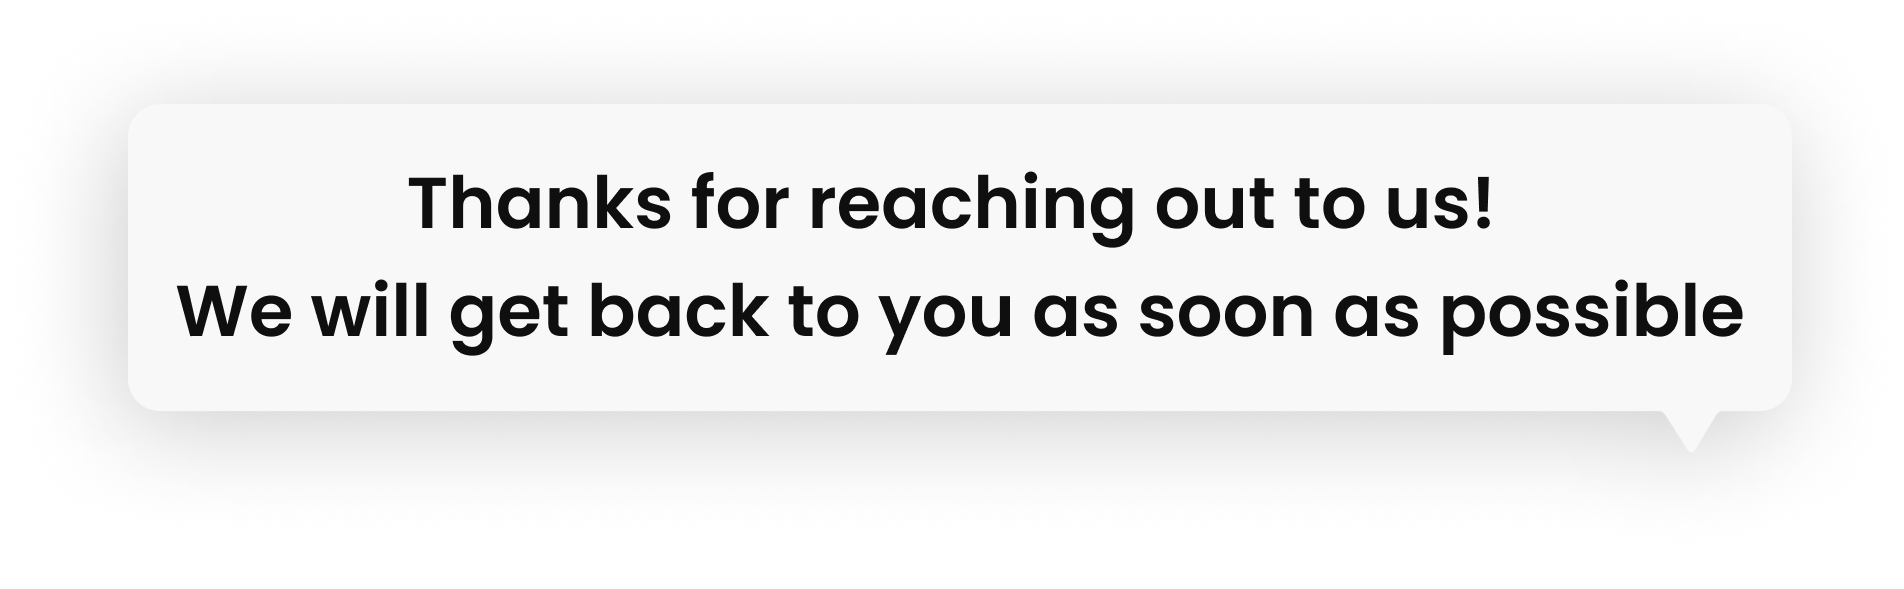 Thanks for reaching out to us!
We will get back to you as soon as possible